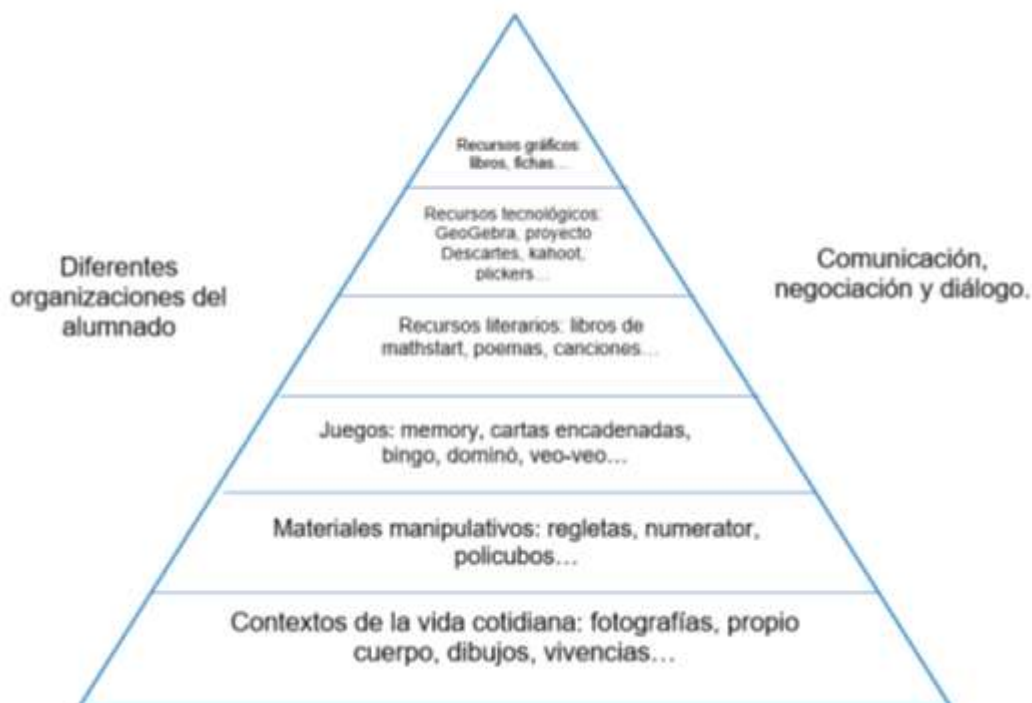 Recursos gráficos:
libros, fichas…
Recursos tecnológicos:
GeoGebra, proyecto
Descartes, kahoot,
plickers…
Diferentes
organizaciones del
alumnado
Comunicación,
negociación y diálogo.
Recursos literarios: libros de
mathstart, poemas, canciones…
Juegos: memory, cartas encadenadas,
bingo, dominó, veo-veo…
Materiales manipulativos: regletas, numerator,
policubos…
Contextos de la vida cotidiana: fotografías, propio
cuerpo, dibujos, vivencias…